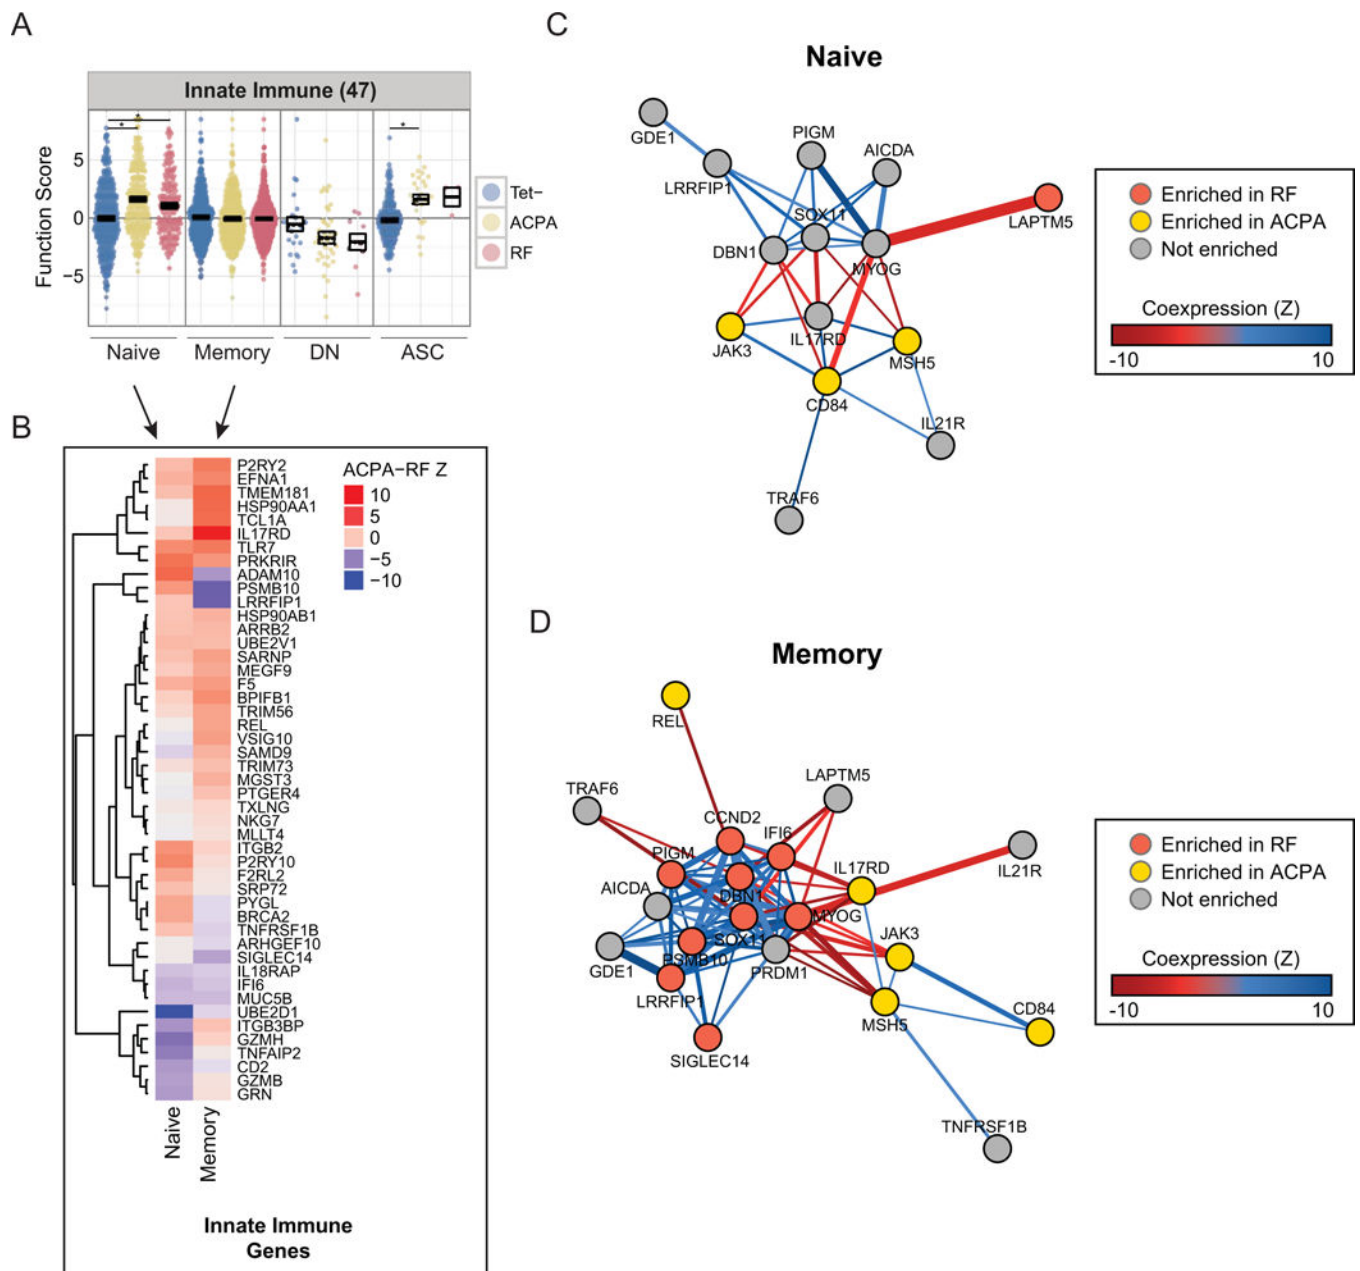 A
Innate Immune (47)
Function Score
5
0
−5
Naive
Memory
DN
ASC
*
*
*
Tet-
ACPA
RF
B
ACPA−RF Z
10
5
0
−5
−10
P2RY2
EFNA1
TMEM181
HSP90AA1
TCL1A
IL17RD
TLR7
PRKRIR
ADAM10
PSMB10
LRRFIP1
HSP90AB1
ARRB2
UBE2V1
SARNP
MEGF9
F5
BPIFB1
TRIM56
REL
VSIG10
SAMD9
TRIM73
MGST3
PTGER4
TXLNG
NKG7
MLLT4
ITGB2
P2RY10
F2RL2
SRP72
PYGL
BRCA2
TNFRSF1B
ARHGEF10
SIGLEC14
IL18RAP
IFI6
MUC5B
UBE2D1
ITGB3BP
GZMH
TNFAIP2
CD2
GZMB
GRN
Naive
Memory
Innate Immune
Genes
C
Naive
GDE1
PIGM
AICDA
LRRFIP1
LAPTM5
SOX11
DBN1
MYOG
JAK3
IL17RD
MSH5
CD84
IL21R
TRAF6
Enriched in RF
Enriched in ACPA
Not enriched
Coexpression (Z)
-10
10
D
Memory
REL
TRAF6
LAPTM5
CCND2
IFI6
PIGM
IL17RD
IL21R
AICDA
DBN1
MYOG
SOX11
JAK3
GDE1
PSMB10
PRDM1
LRRFIP1
MSH5
CD84
SIGLEC14
TNFRSF1B
Enriched in RF
Enriched in ACPA
Not enriched
Coexpression (Z)
-10
10